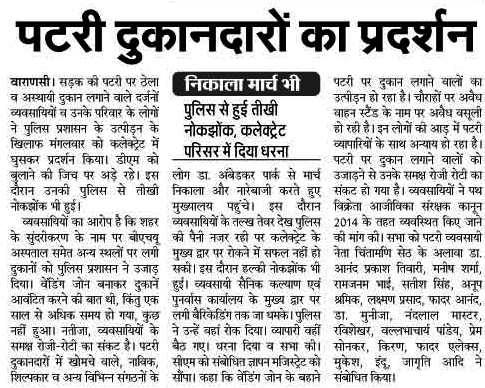 पटरी दुकानदारों का प्रदर्शन
वाराणसी। सड़क की पटरी पर ठेला
व अस्थायी दुकान लगाने वाले दर्जनों
व्यवसायियों व उनके परिवार के लोगों
ने पुलिस प्रशासन के उत्पीड़न के
खिलाफ मंगलवार को कलेक्ट्रेट में
घुसकर प्रदर्शन किया। डीएम को
बुलाने की जिच पर अड़े रहे। इस
दौरान उनकी पुलिस से तीखी
नोकझोंक भी हुई।
व्यवसायियों का आरोप है कि शहर
के सुंदरीकरण के नाम पर बीएचयू
अस्पताल समेत अन्य स्थलों पर लगी
दुकानों को पुलिस प्रशासन ने उजाड़
दिया। वेंडिंग जोन बनाकर दुकानें
आवंटित करने की बात थी, किंतु एक
साल से अधिक समय हो गया, कुछ
नहीं हुआ। नतीजा, व्यवसायियों के
समक्ष रोजी-रोटी का संकट है। पटरी
दुकानदारों में खोमचे वाले, नाविक,
शिल्पकार व अन्य विभिन्न संगठनों के
निकाला मार्च भी
पुलिस से हुई तीखी
नोकझोंक, कलेक्ट्रेट
परिसर में दिया धरना
लोग डा. अंबेडकर पार्क से मार्च
निकाला और नारेबाजी करते हुए
मुख्यालय पहुंचे। इस दौरान
व्यवसायियों के तल्ख तेवर देख पुलिस
की पैनी नजर रही पर कलेक्ट्रेट के
मुख्य द्वार पर रोकने में सफल नहीं हो
सकी। इस दौरान हल्की नोकझोंक भी
हुई। व्यवसायी सैनिक कल्याण एवं
पुनर्वास कार्यालय के मुख्य द्वार पर
लगी बैरिकेडिंग तक जा धमके। पुलिस
ने उन्हें वहां रोक दिया। व्यापारी वहीं
बैठ गए। धरना दिया व सभा की।
सीएम को संबोधित ज्ञापन मजिस्ट्रेट को
सौंपा। कहा कि वेंडिंग जोन के बहाने
पटरी पर दुकान लगाने वालों का
उत्पीड़न हो रहा है। चौराहों पर अवैध
वाहन स्टैंड के नाम पर अवैध वसूली
हो रही है। इन लोगों की आड़ में पटरी
व्यापारियों के साथ अन्याय हो रहा है।
पटरी पर दुकान लगाने वालों को
उजाड़ने से उनके समक्ष रोजी रोटी का
संकट हो गया है। व्यवसायियों ने पथ
विक्रेता आजीविका संरक्षक कानून
2014 के तहत व्यवस्थित किए जाने
की मांग की। सभा को पटरी व्यवसायी
नेता चिंतामणि सेठ के अलावा डा.
आनंद प्रकाश तिवारी, मनीष शर्मा,
रामजनम भाई, सतीश सिंह, अनूप
श्रमिक, लक्ष्मण प्रसाद, फादर आनंद,
डा. मुनीजा, नंदलाल मास्टर,
रविशेखर, वल्लभाचार्य पांडेय, प्रेम
सोनकर, किरण, फादर एलेक्स,
मुकेश, इंदू, जागृति आदि ने
संबोधित किया।